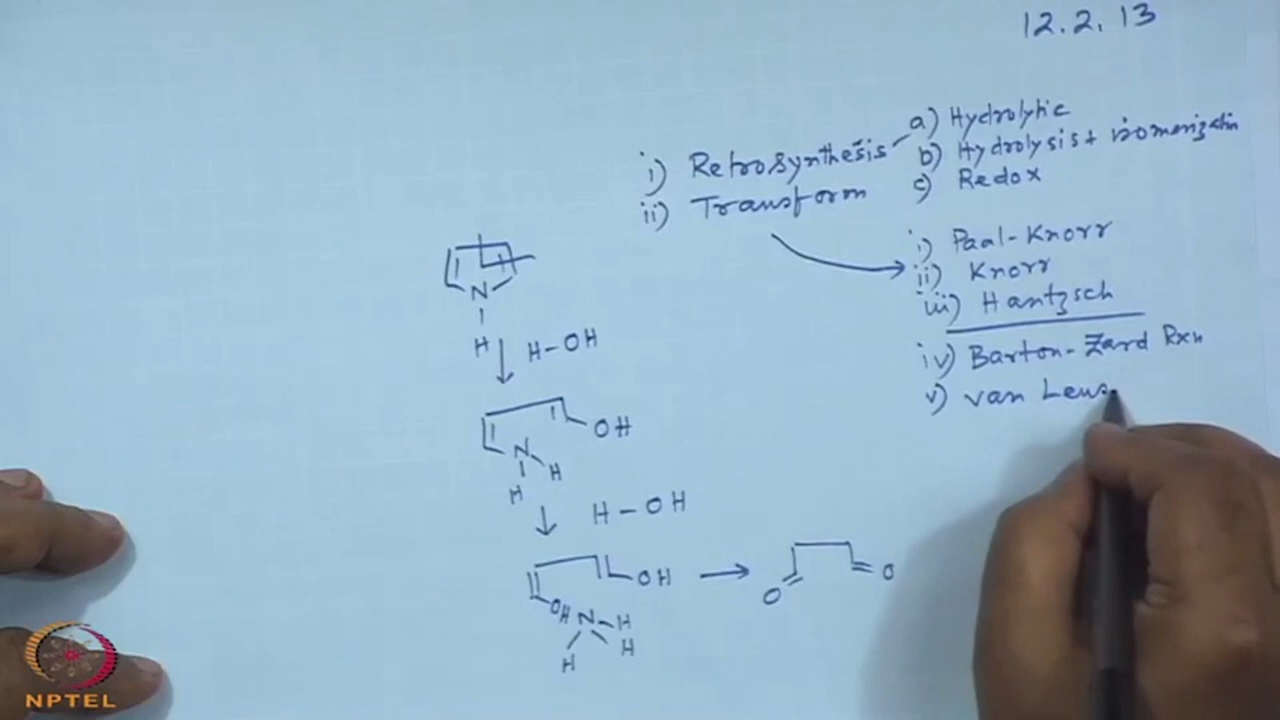 12.2.13
i) Retrosynthesis
a) Hydrolytic
b) Hydrolysis + isomerization
c) Redox
ii) Transform
i) Paal-Knorr
ii) Knorr
iii) Hantzsch
iv) Barton-Zard Rxn
v) van Leus
N
H
H-OH
OH
N
H
H
H-OH
OH
OH
N
H
H
H
O
O
NPTEL